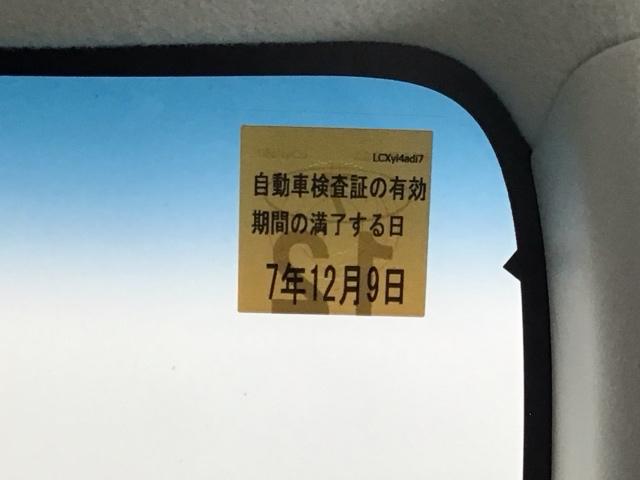 LCXyi4adi7
自動車検査証の有効
期間の満了する日
7年12月9日
12